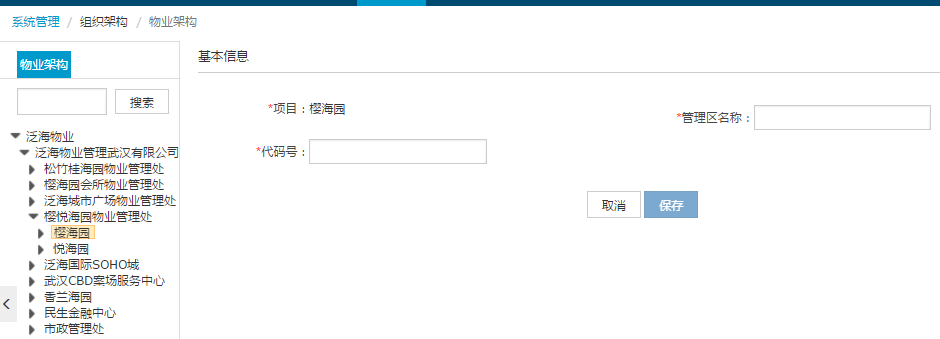 系统管理 / 组织架构 / 物业架构
物业架构
搜索
泛海物业
泛海物业管理武汉有限公司
松竹桂海园物业管理处
樱海园会所物业管理处
泛海城市广场物业管理处
樱悦海园物业管理处
樱海园
悦海园
泛海国际SOHO城
武汉CBD案场服务中心
香兰海园
民生金融中心
市政管理处
基本信息
*项目：樱海园
*管理区名称：
*代码号：
取消
保存